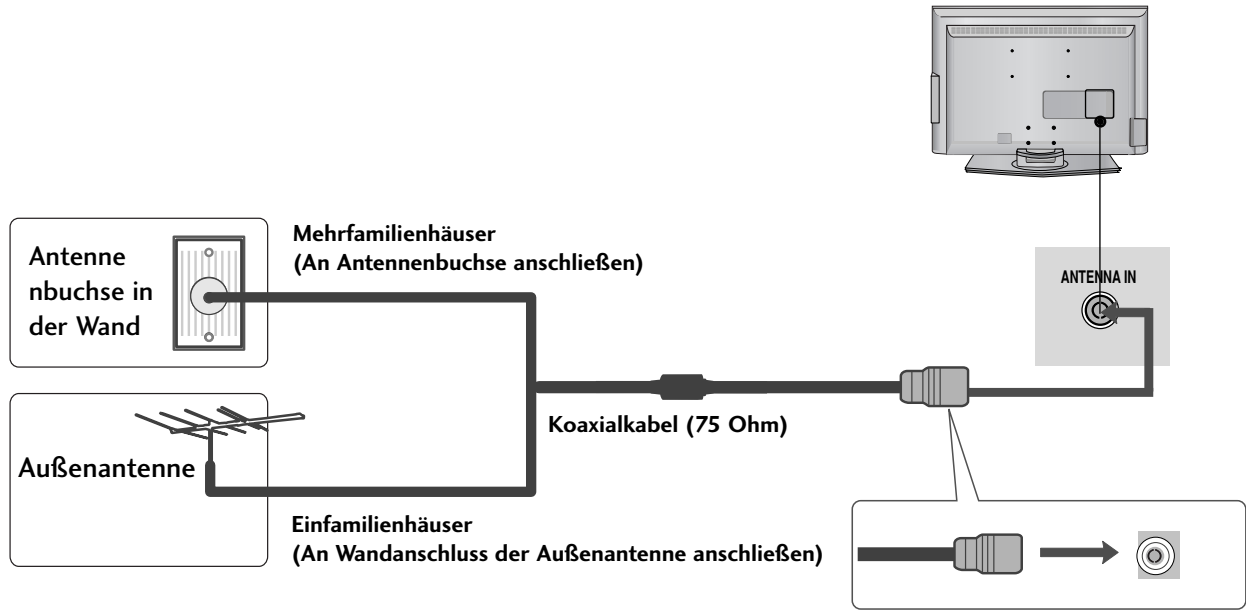 Antenne
nbuchse in
der Wand
Mehrfamilienhäuser
(An Antennenbuchse anschließen)
ANTENNA IN
Koaxialkabel (75 Ohm)
Außenantenne
Einfamilienhäuser
(An Wandanschluss der Außenantenne anschließen)